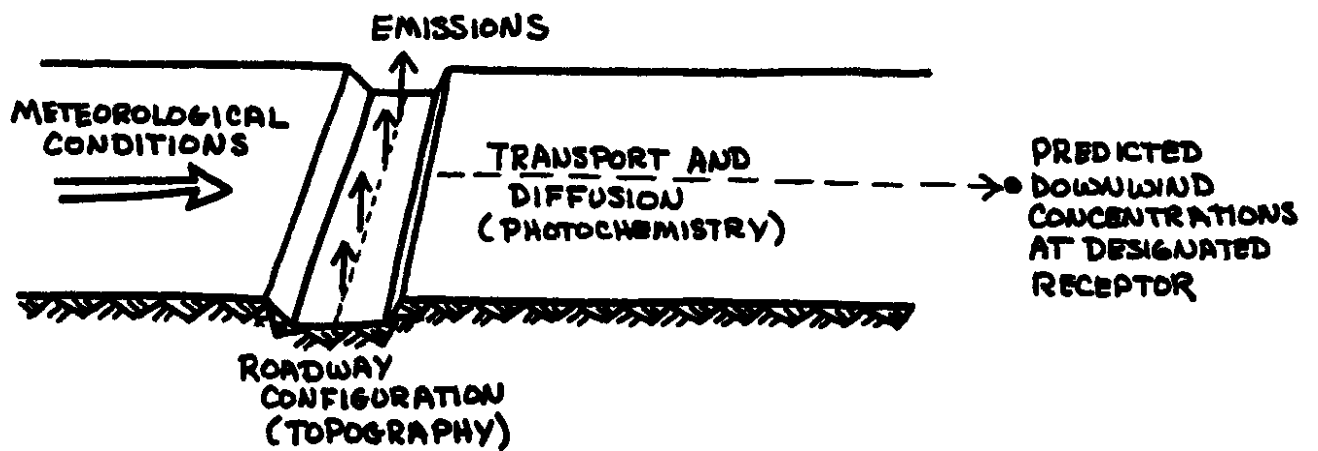 EMISSIONS
METEOROLOGICAL
CONDITIONS
TRANSPORT AND
DIFFUSION
(PHOTOCHEMISTRY)
PREDICTED
DOWNWIND
CONCENTRATIONS
AT DESIGNATED
RECEPTOR
ROADWAY
CONFIGURATION
(TOPOGRAPHY)